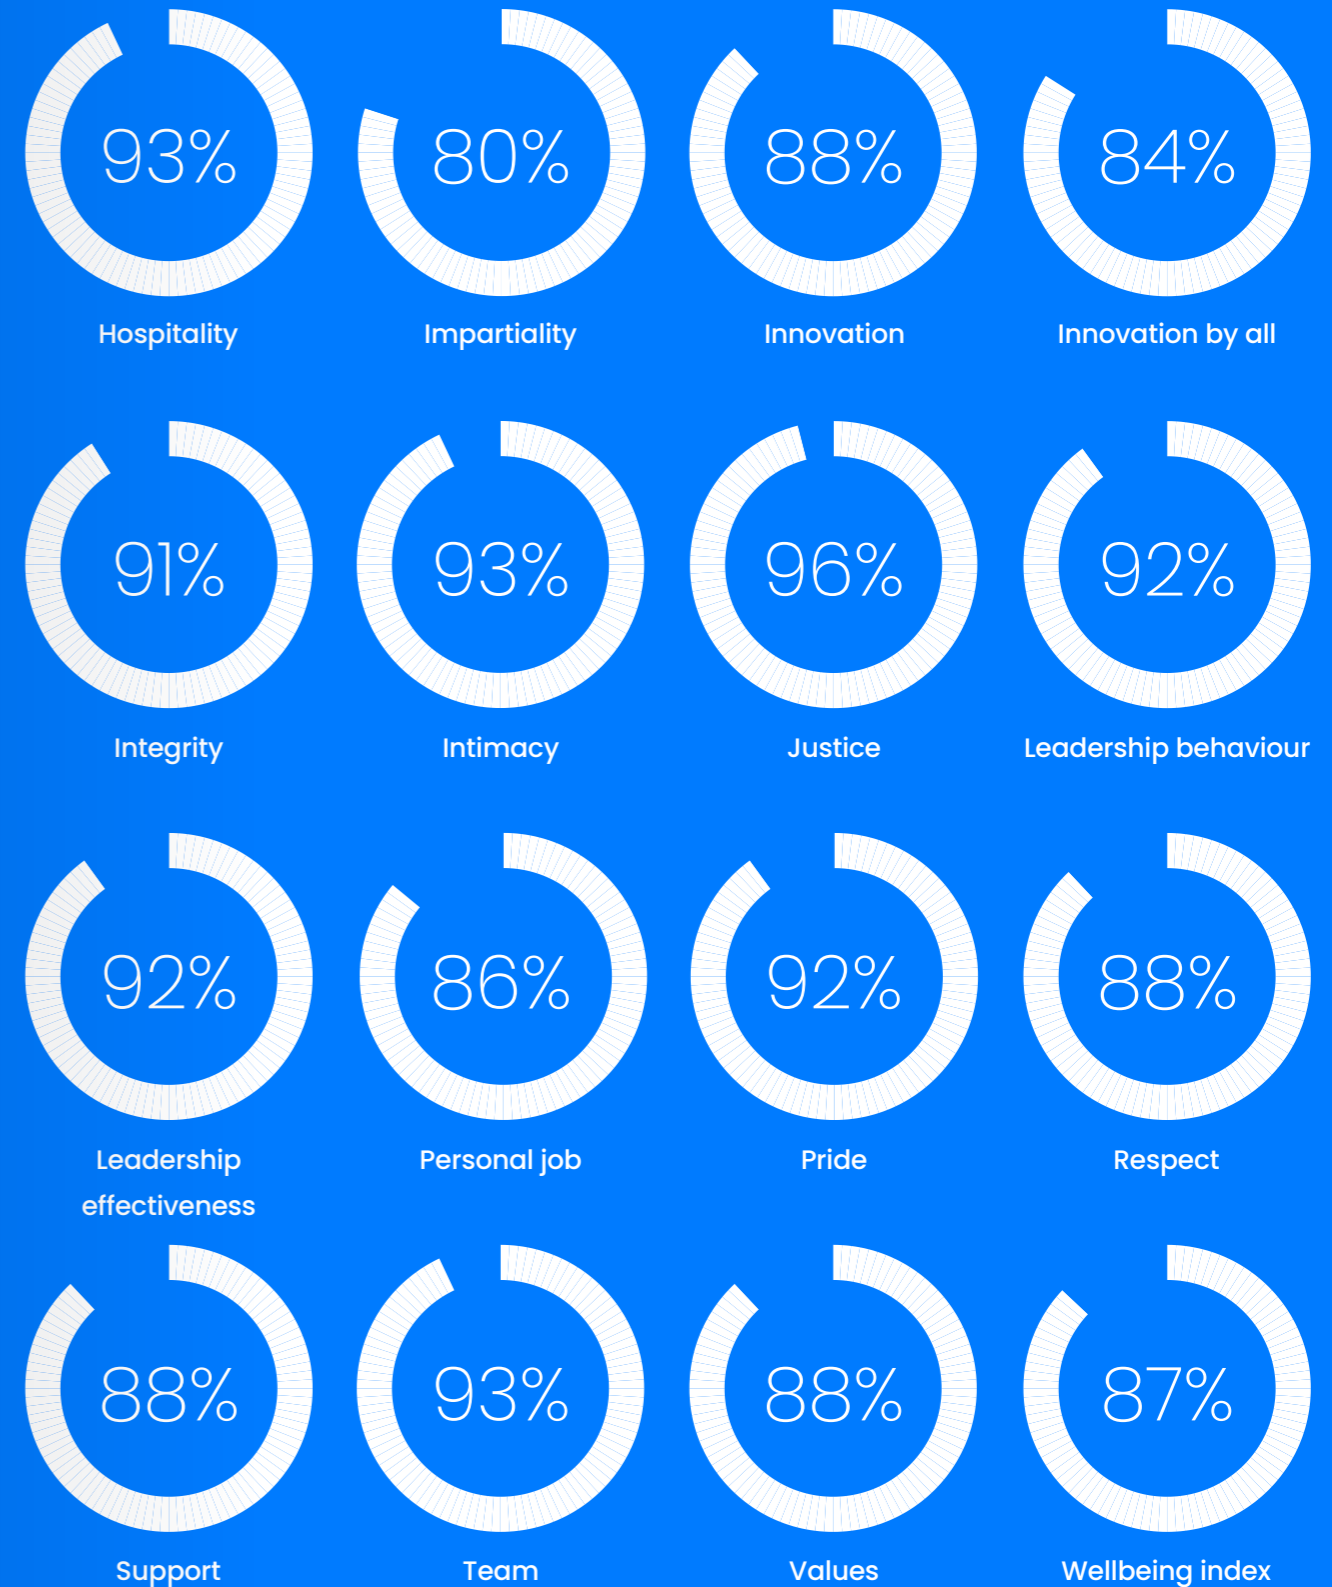 93%
80%
88%
84%
Hospitality
Impartiality
Innovation
Innovation by all
91%
93%
96%
92%
Integrity
Intimacy
Justice
Leadership behaviour
92%
86%
92%
88%
Leadership
effectiveness
Personal job
Pride
Respect
88%
93%
88%
87%
Support
Team
Values
Wellbeing index